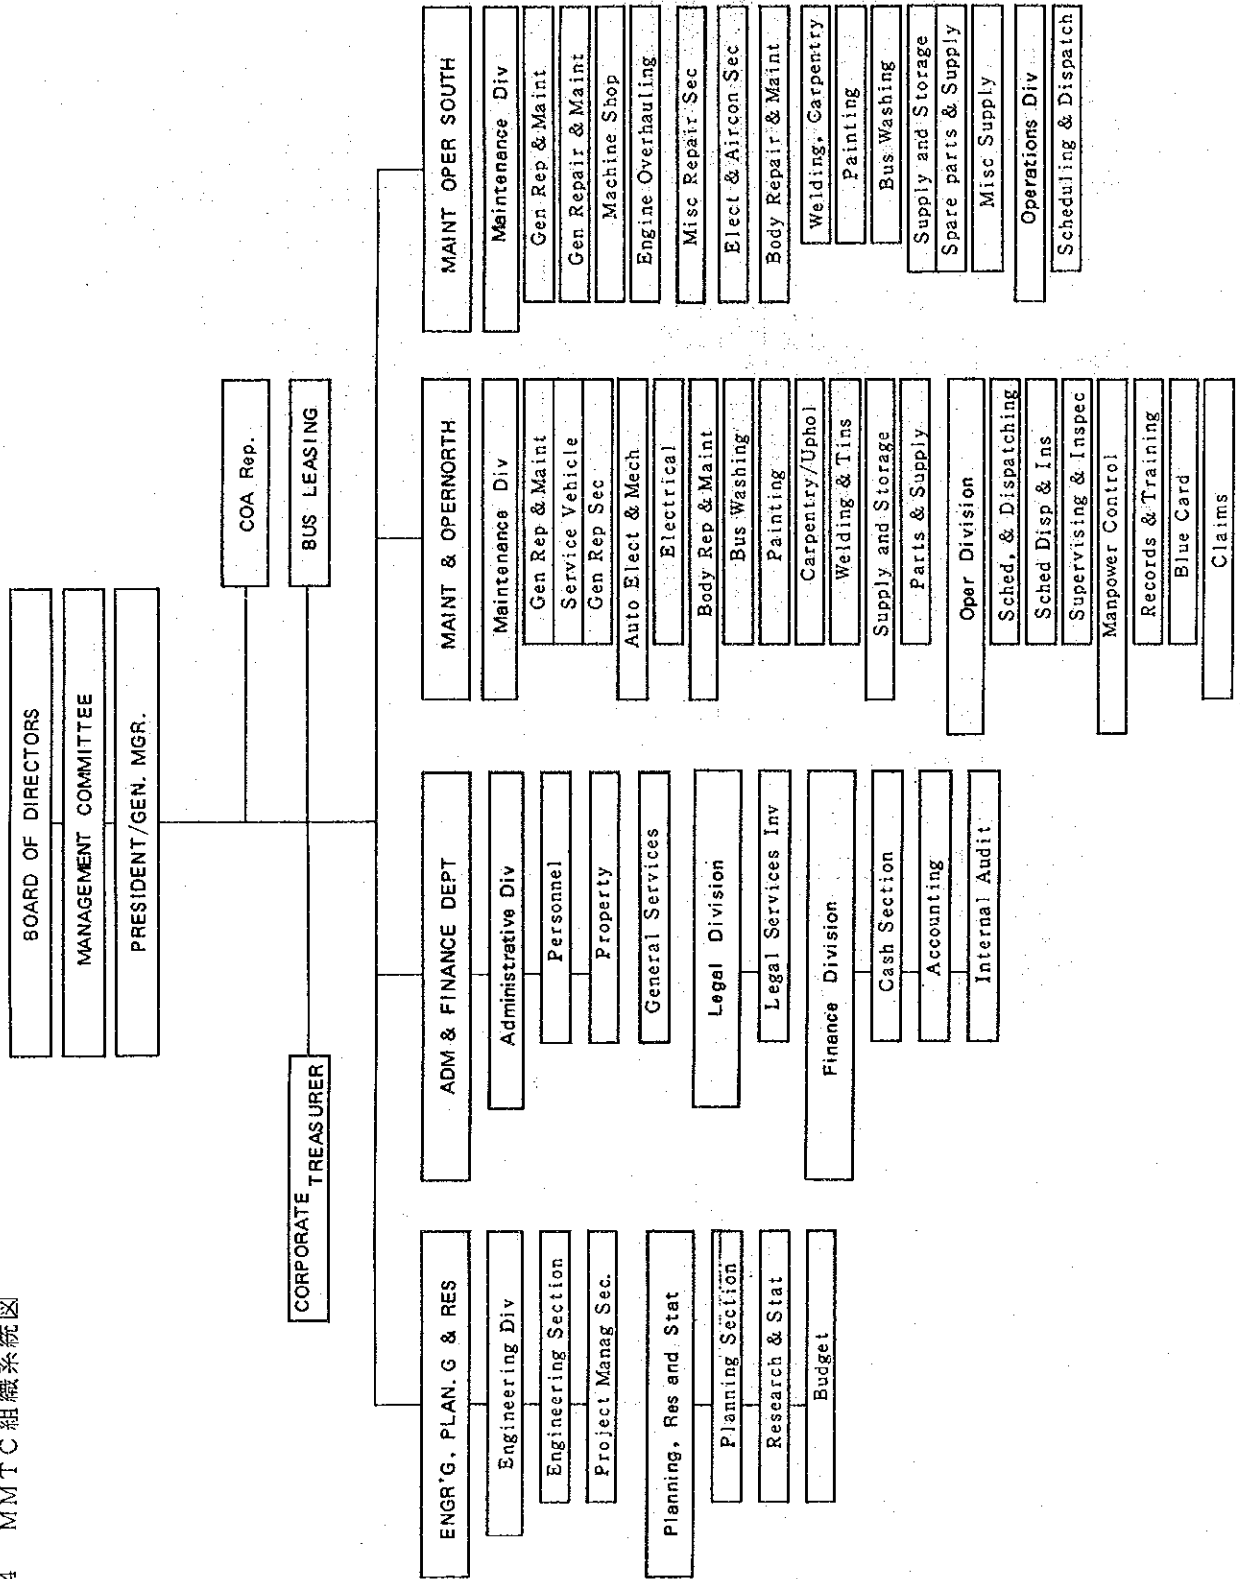 4 MMTC組織系統図
BOARD OF DIRECTORS
MANAGEMENT COMMITTEE
PRESIDENT/GEN. MGR.
COA Rep.
CORPORATE TREASURER
BUS LEASING
ENGR'G, PLAN. G & RES
Engineering Div
Engineering Section
Project Manag Sec.
Planning, Res and Stat
Planning Section
Research & Stat
Budget
ADM & FINANCE DEPT
Administrative Div
Personnel
Property
General Services
Legal Division
Legal Services Inv
Finance Division
Cash Section
Accounting
Internal Audit
MAINT & OPERNORTH
Maintenance Div
Gen Rep & Maint
Service Vehicle
Gen Rep Sec
Auto Elect & Mech
Electrical
Body Rep & Maint
Bus Washing
Painting
Carpentry/Uphol
Welding & Tins
Supply and Storage
Parts & Supply
Oper Division
Sched, & Dispatching
Sched Disp & Ins
Supervising & Inspec
Manpower Control
Records & Training
Blue Card
Claims
MAINT OPER SOUTH
Maintenance Div
Gen Rep & Maint
Gen Repair & Maint
Machine Shop
Engine Overhauling
Misc Repair Sec
Elect & Aircon Sec
Body Repair & Maint
Welding, Carpentry
Painting
Bus Washing
Supply and Storage
Spare parts & Supply
Misc Supply
Operations Div
Scheduling & Dispatch